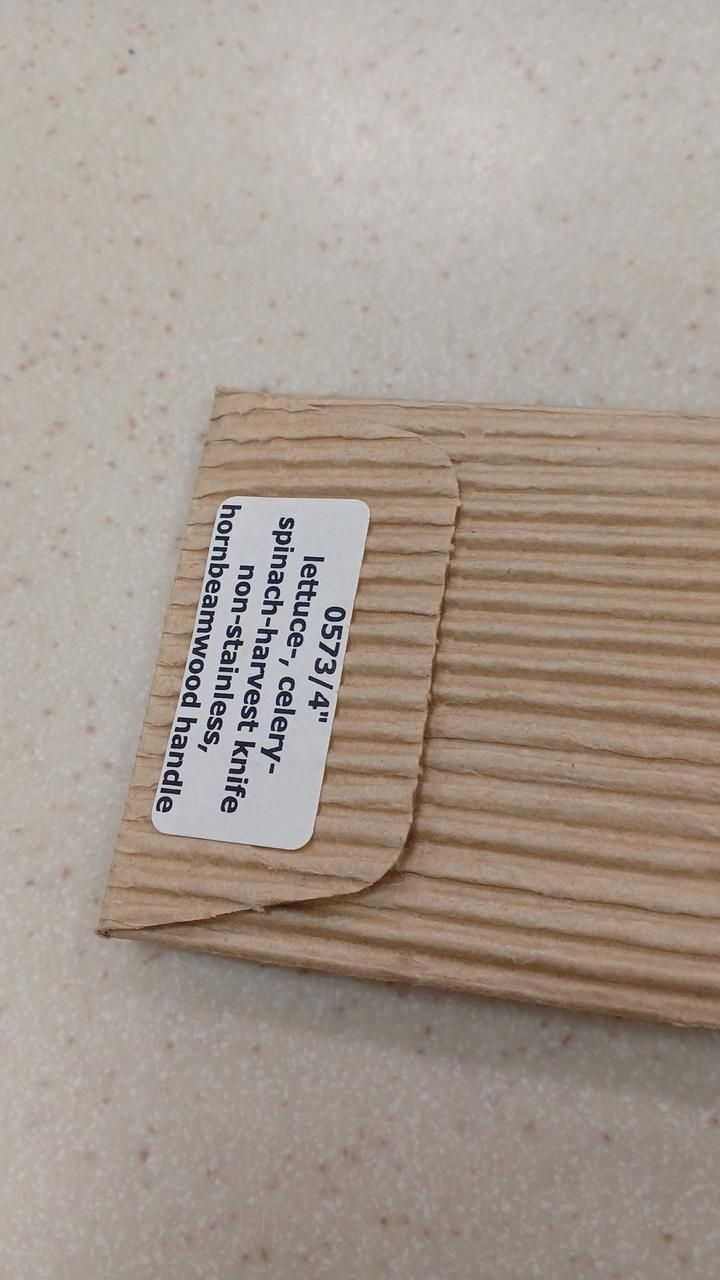 0573/4"
lettuce-, celery-
spinach-harvest knife
non-stainless,
hornbeamwood handle